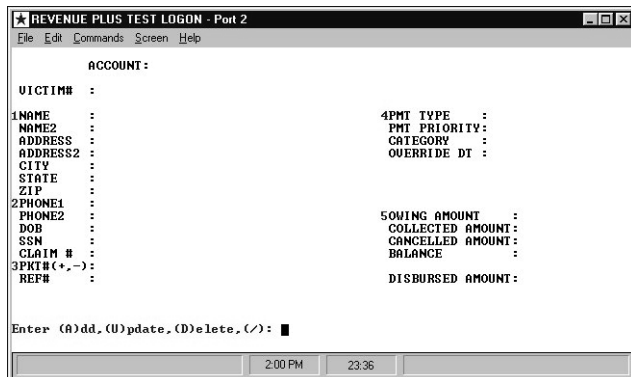 REVENUE PLUS TEST LOGON - Port 2
File Edit Commands Screen Help
ACCOUNT:
VICTIM# :
1NAME : 4PMT TYPE :
NAME2 : PMT PRIORITY:
ADDRESS : CATEGORY :
ADDRESS2 : OVERRIDE DT :
CITY :
STATE :
ZIP :
2PHONE1 :
PHONE2 : 5OWING AMOUNT :
DOB : COLLECTED AMOUNT:
SSN : CANCELLED AMOUNT:
CLAIM # : BALANCE :
3PKT#(+,-):
REF# : DISBURSED AMOUNT:
Enter (A)dd,(U)pdate,(D)elete,(/):
2:00 PM 23:36